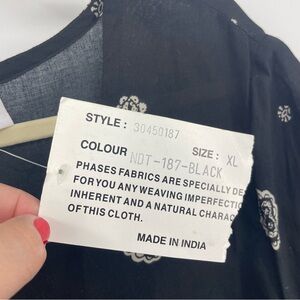 STYLE: 30450187
COLOUR NDT-187-BLACK SIZE: XL
PHASES FABRICS ARE SPECIALLY DE
FOR YOU ANY WEAVING IMPERFECTIO
INHERENT AND A NATURAL CHARAC
OF THIS CLOTH.
MADE IN INDIA